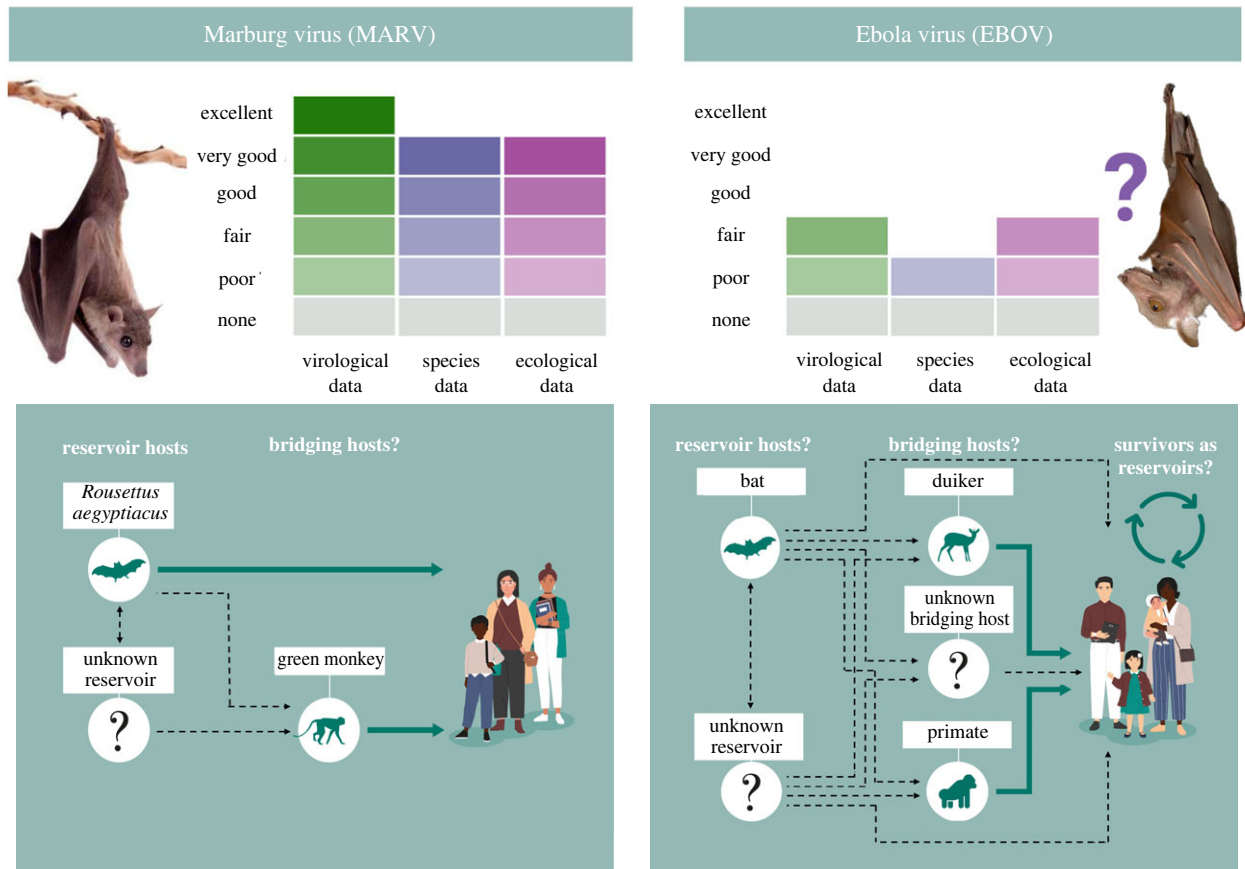 Marburg virus (MARV)
excellent
very good
good
fair
poor
none
virological
data
species
data
ecological
data
reservoir hosts
bridging hosts?
Rousettus
aegyptiacus
unknown
reservoir
?
green monkey
Ebola virus (EBOV)
excellent
very good
good
fair
poor
none
?
virological
data
species
data
ecological
data
reservoir hosts?
bridging hosts?
survivors as
reservoirs?
bat
duiker
unknown
bridging host
?
unknown
reservoir
?
primate